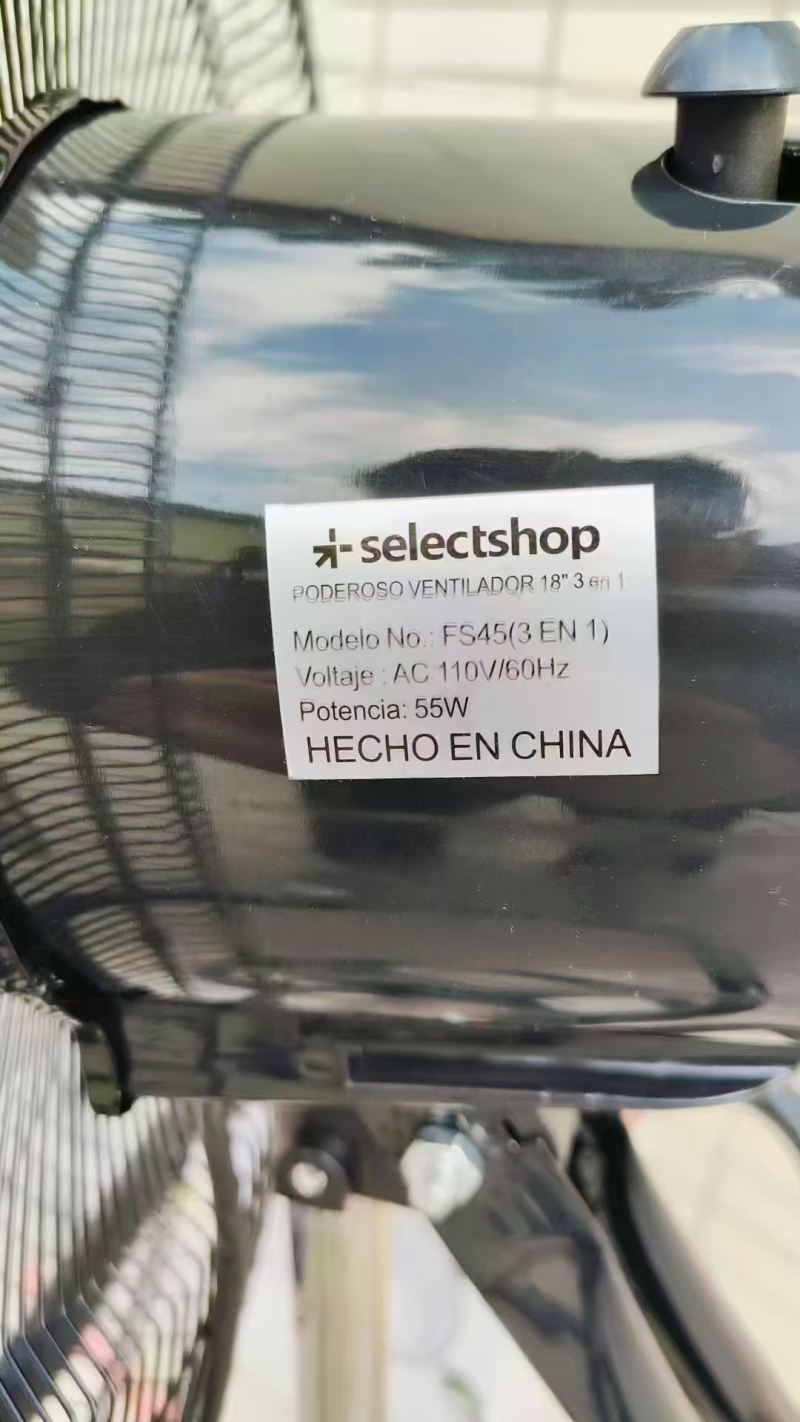 selectshop
PODEROSO VENTILADOR 18" 3 en 1
Modelo No.: FS45(3 EN 1)
Voltaje : AC 110V/60Hz
Potencia: 55W
HECHO EN CHINA